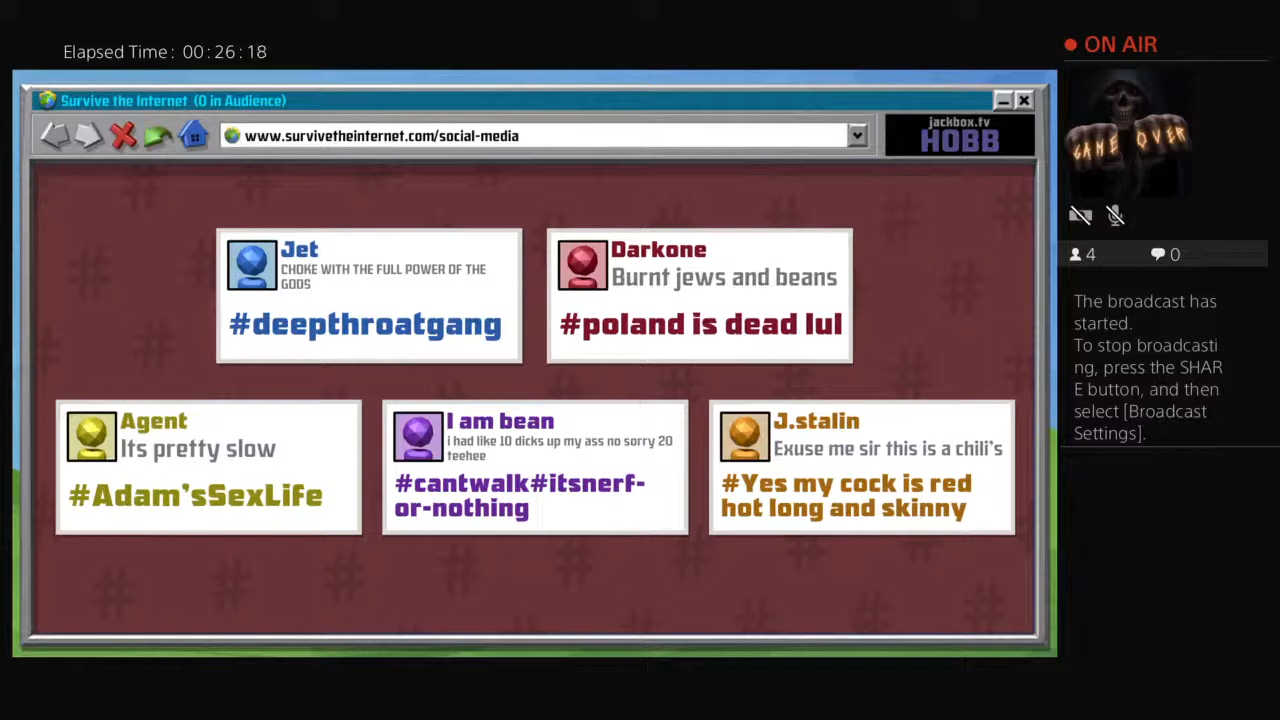 Elapsed Time: 00:26:18
ON AIR
Survive the Internet (0 in Audience)
www.survivetheinternet.com/social-media
jackbox.tv
HOBB
GAME OVER
Jet
CHOKE WITH THE FULL POWER OF THE
GODS
#deepthroatgang
Darkone
Burnt jews and beans
#poland is dead lul
4
0
The broadcast has
started.
To stop broadcasti
ng, press the SHAR
E button, and then
select [Broadcast
Settings].
Agent
Its pretty slow
#Adam'sSexLife
I am bean
i had like 10 dicks up my ass no sorry 20
teehee
#cantwalk#itsnerf-
or-nothing
J.stalin
Exuse me sir this is a chili's
#Yes my cock is red
hot long and skinny